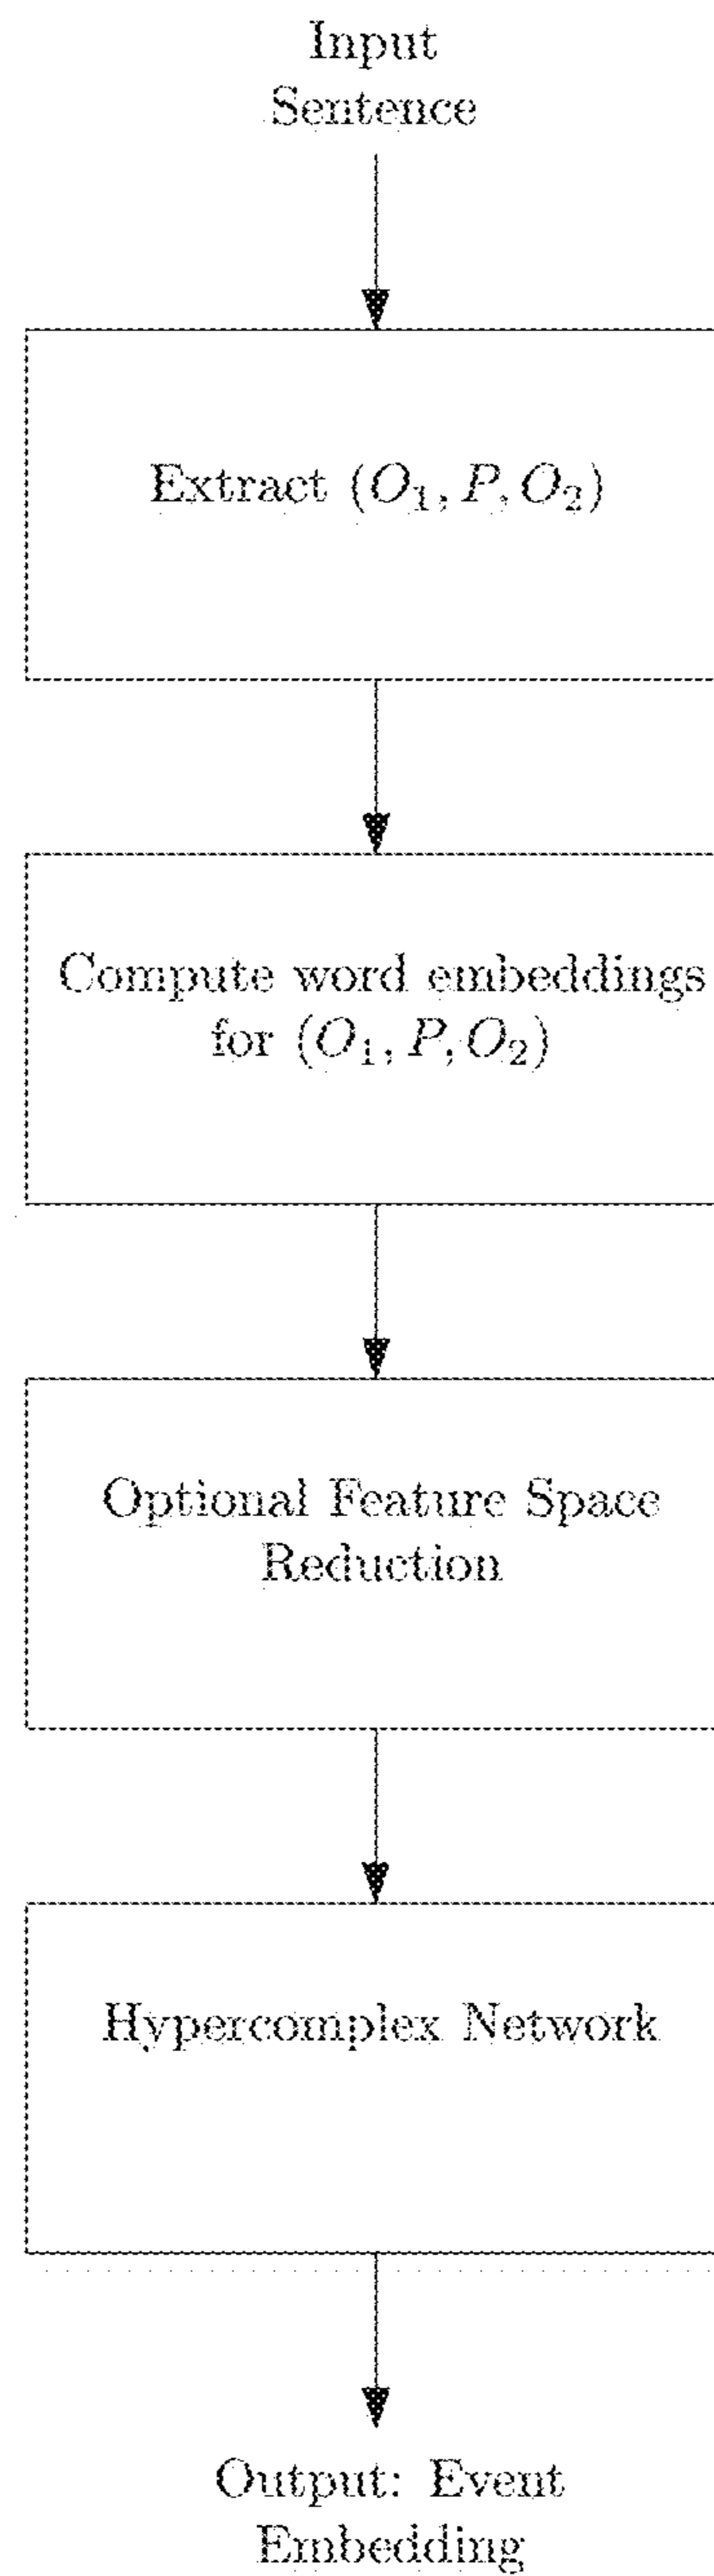 Input
Sentence
Extract (O₁, P, O₂)
Compute word embeddings
for (O₁, P, O₂)
Optional Feature Space
Reduction
Hypercomplex Network
Output: Event
Embedding